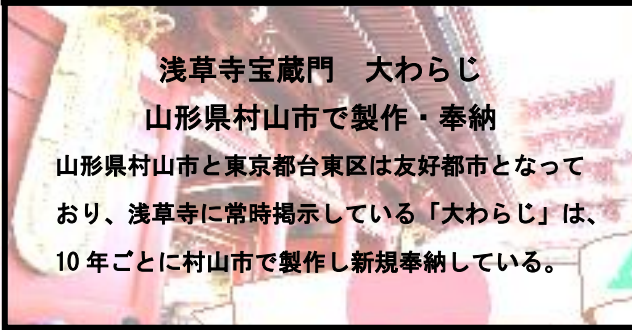 浅草寺宝蔵門　大わらじ
山形県村山市で製作・奉納
山形県村山市と東京都台東区は友好都市となって
おり、浅草寺に常時掲示している「大わらじ」は、
10年ごとに村山市で製作し新規奉納している。